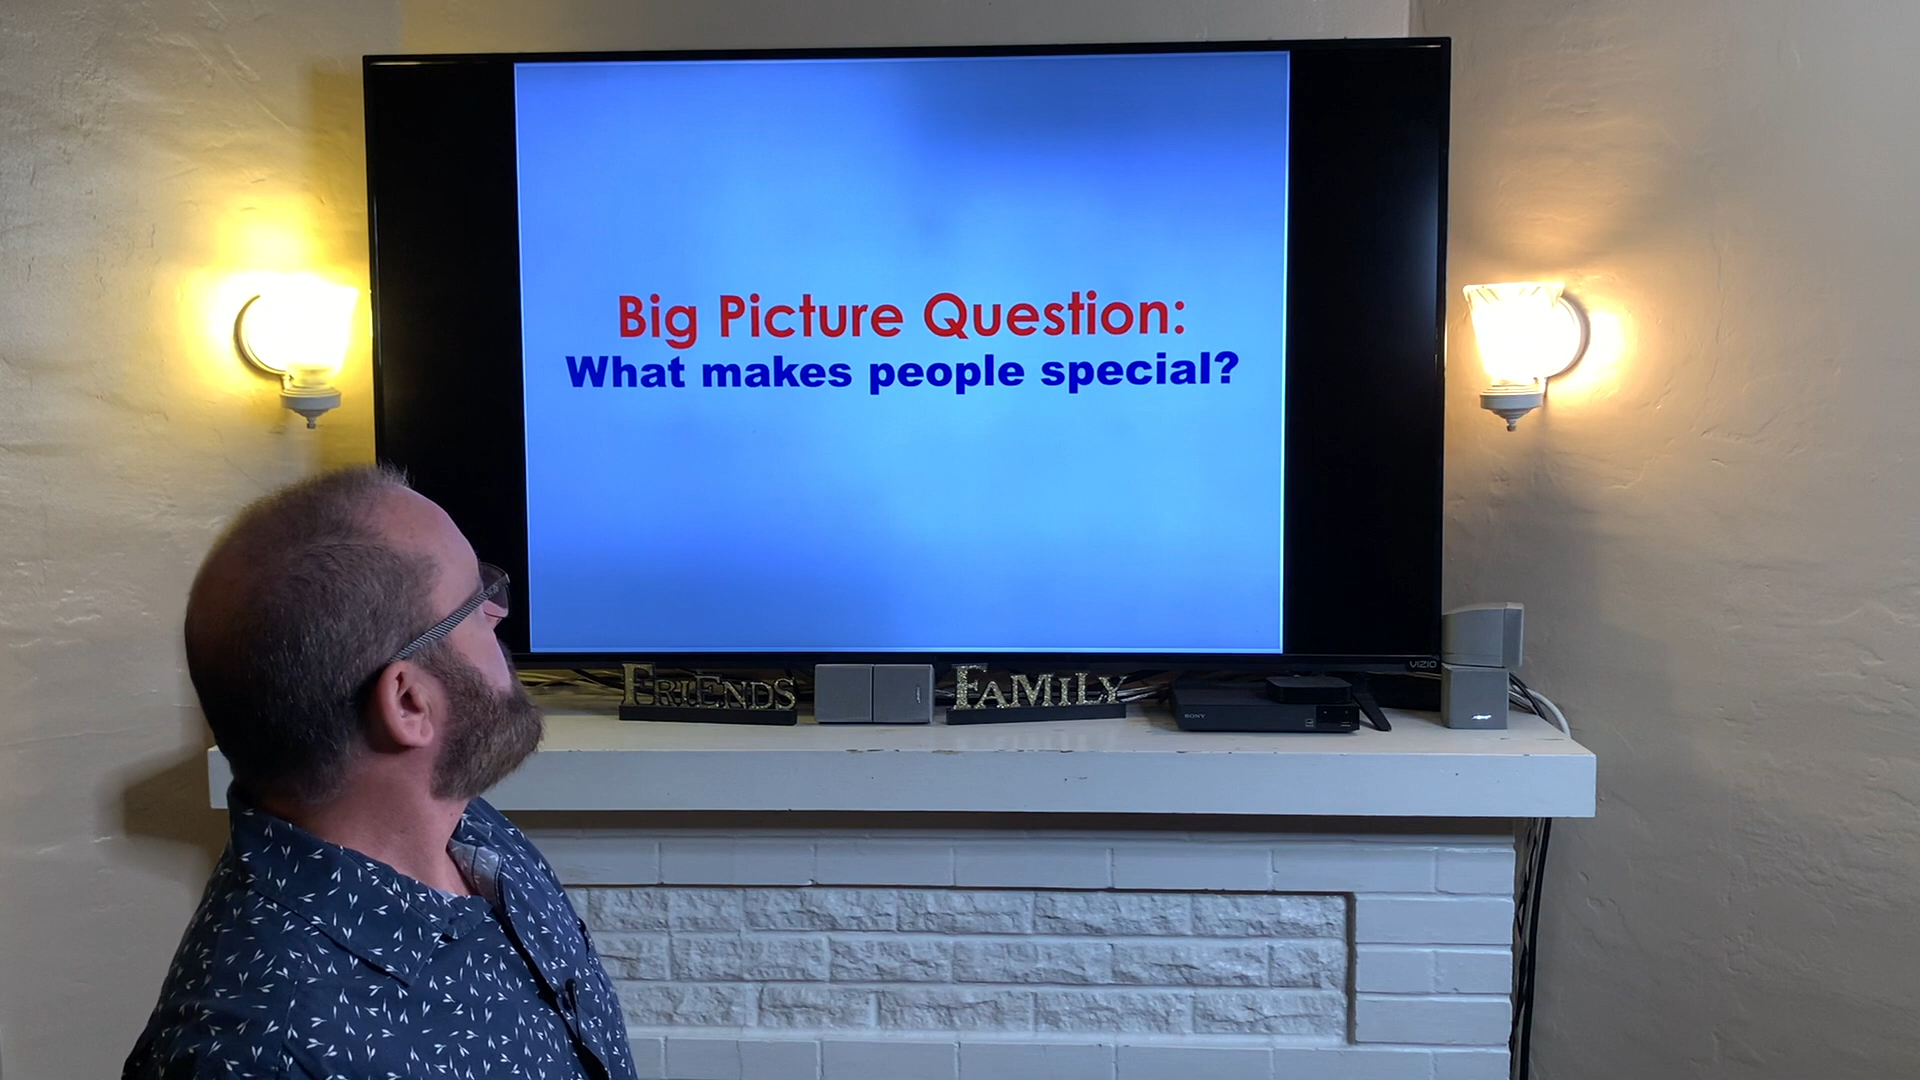 Big Picture Question:
What makes people special?
VIZIO
FRIENDS
FAMILY
SONY